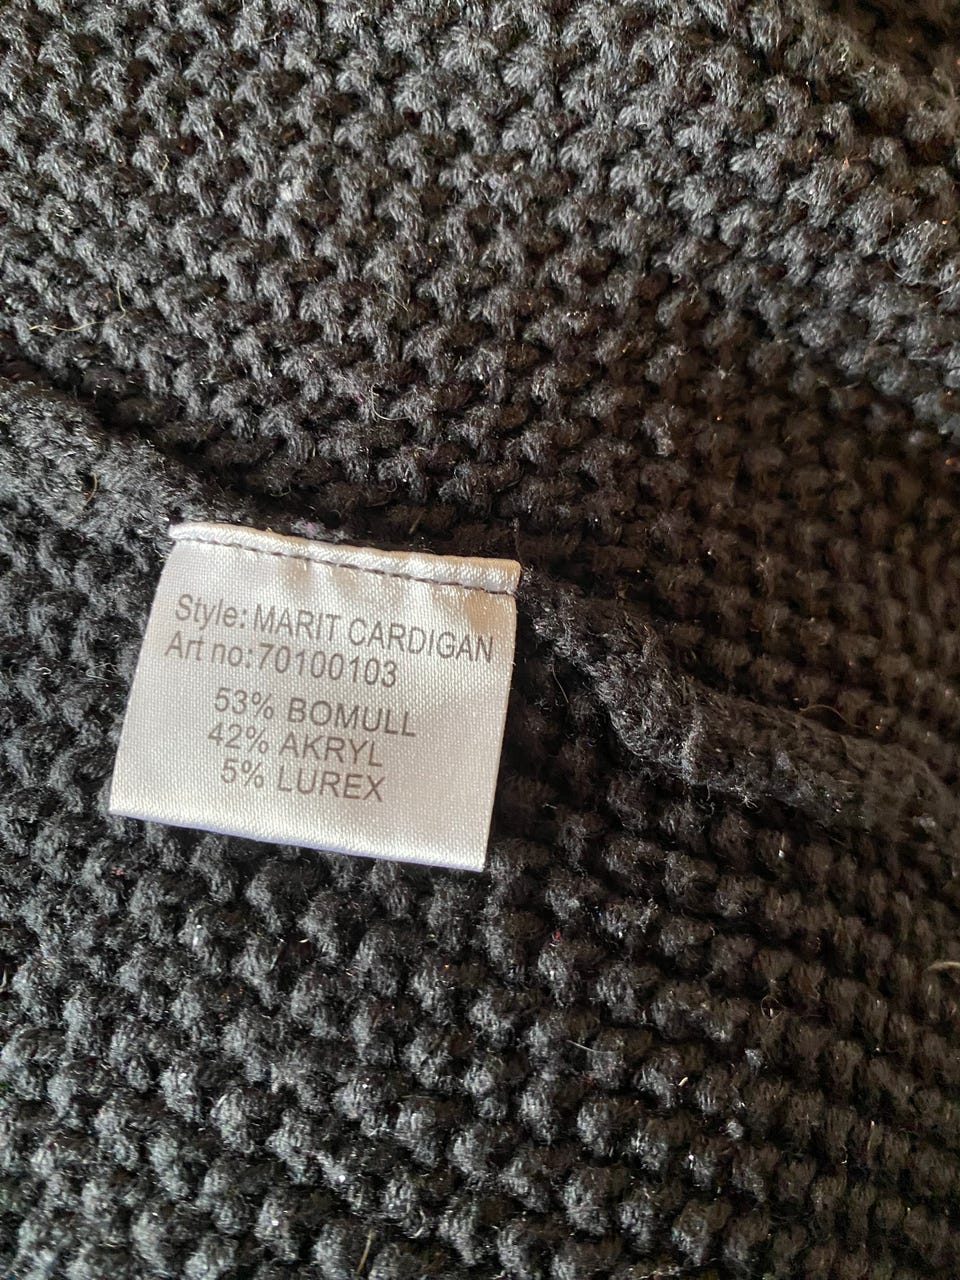 Style: MARIT CARDIGAN
Art no:70100103
53% BOMULL
42% AKRYL
5% LUREX